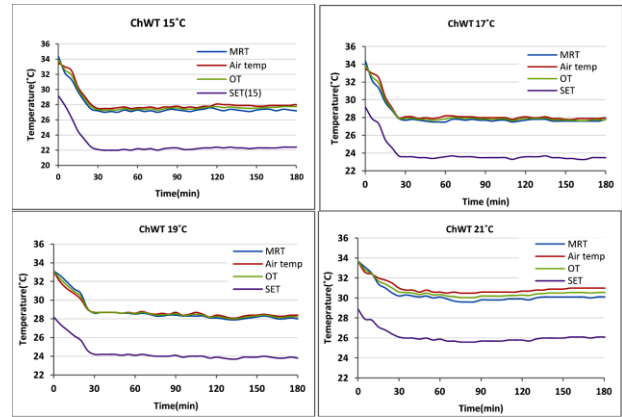 ChWT 15˚C
36
34
32
30
28
26
24
22
20
Temperature(˚C)
0 30 60 90 120 150 180
Time(min)
MRT
Air temp
OT
SET(15)
ChWT 17˚C
36
34
32
30
28
26
24
22
Temperature(˚C)
0 30 60 90 120 150 180
Time (min)
MRT
Air temp
OT
SET
ChWT 19˚C
36
34
32
30
28
26
24
22
Temperature(˚C)
0 30 60 90 120 150 180
Time(min)
MRT
Air temp
OT
SET
ChWT 21˚C
36
34
32
30
28
26
24
22
Temeprature(˚C)
0 30 60 90 120 150 180
Time(min)
MRT
Air temp
OT
SET